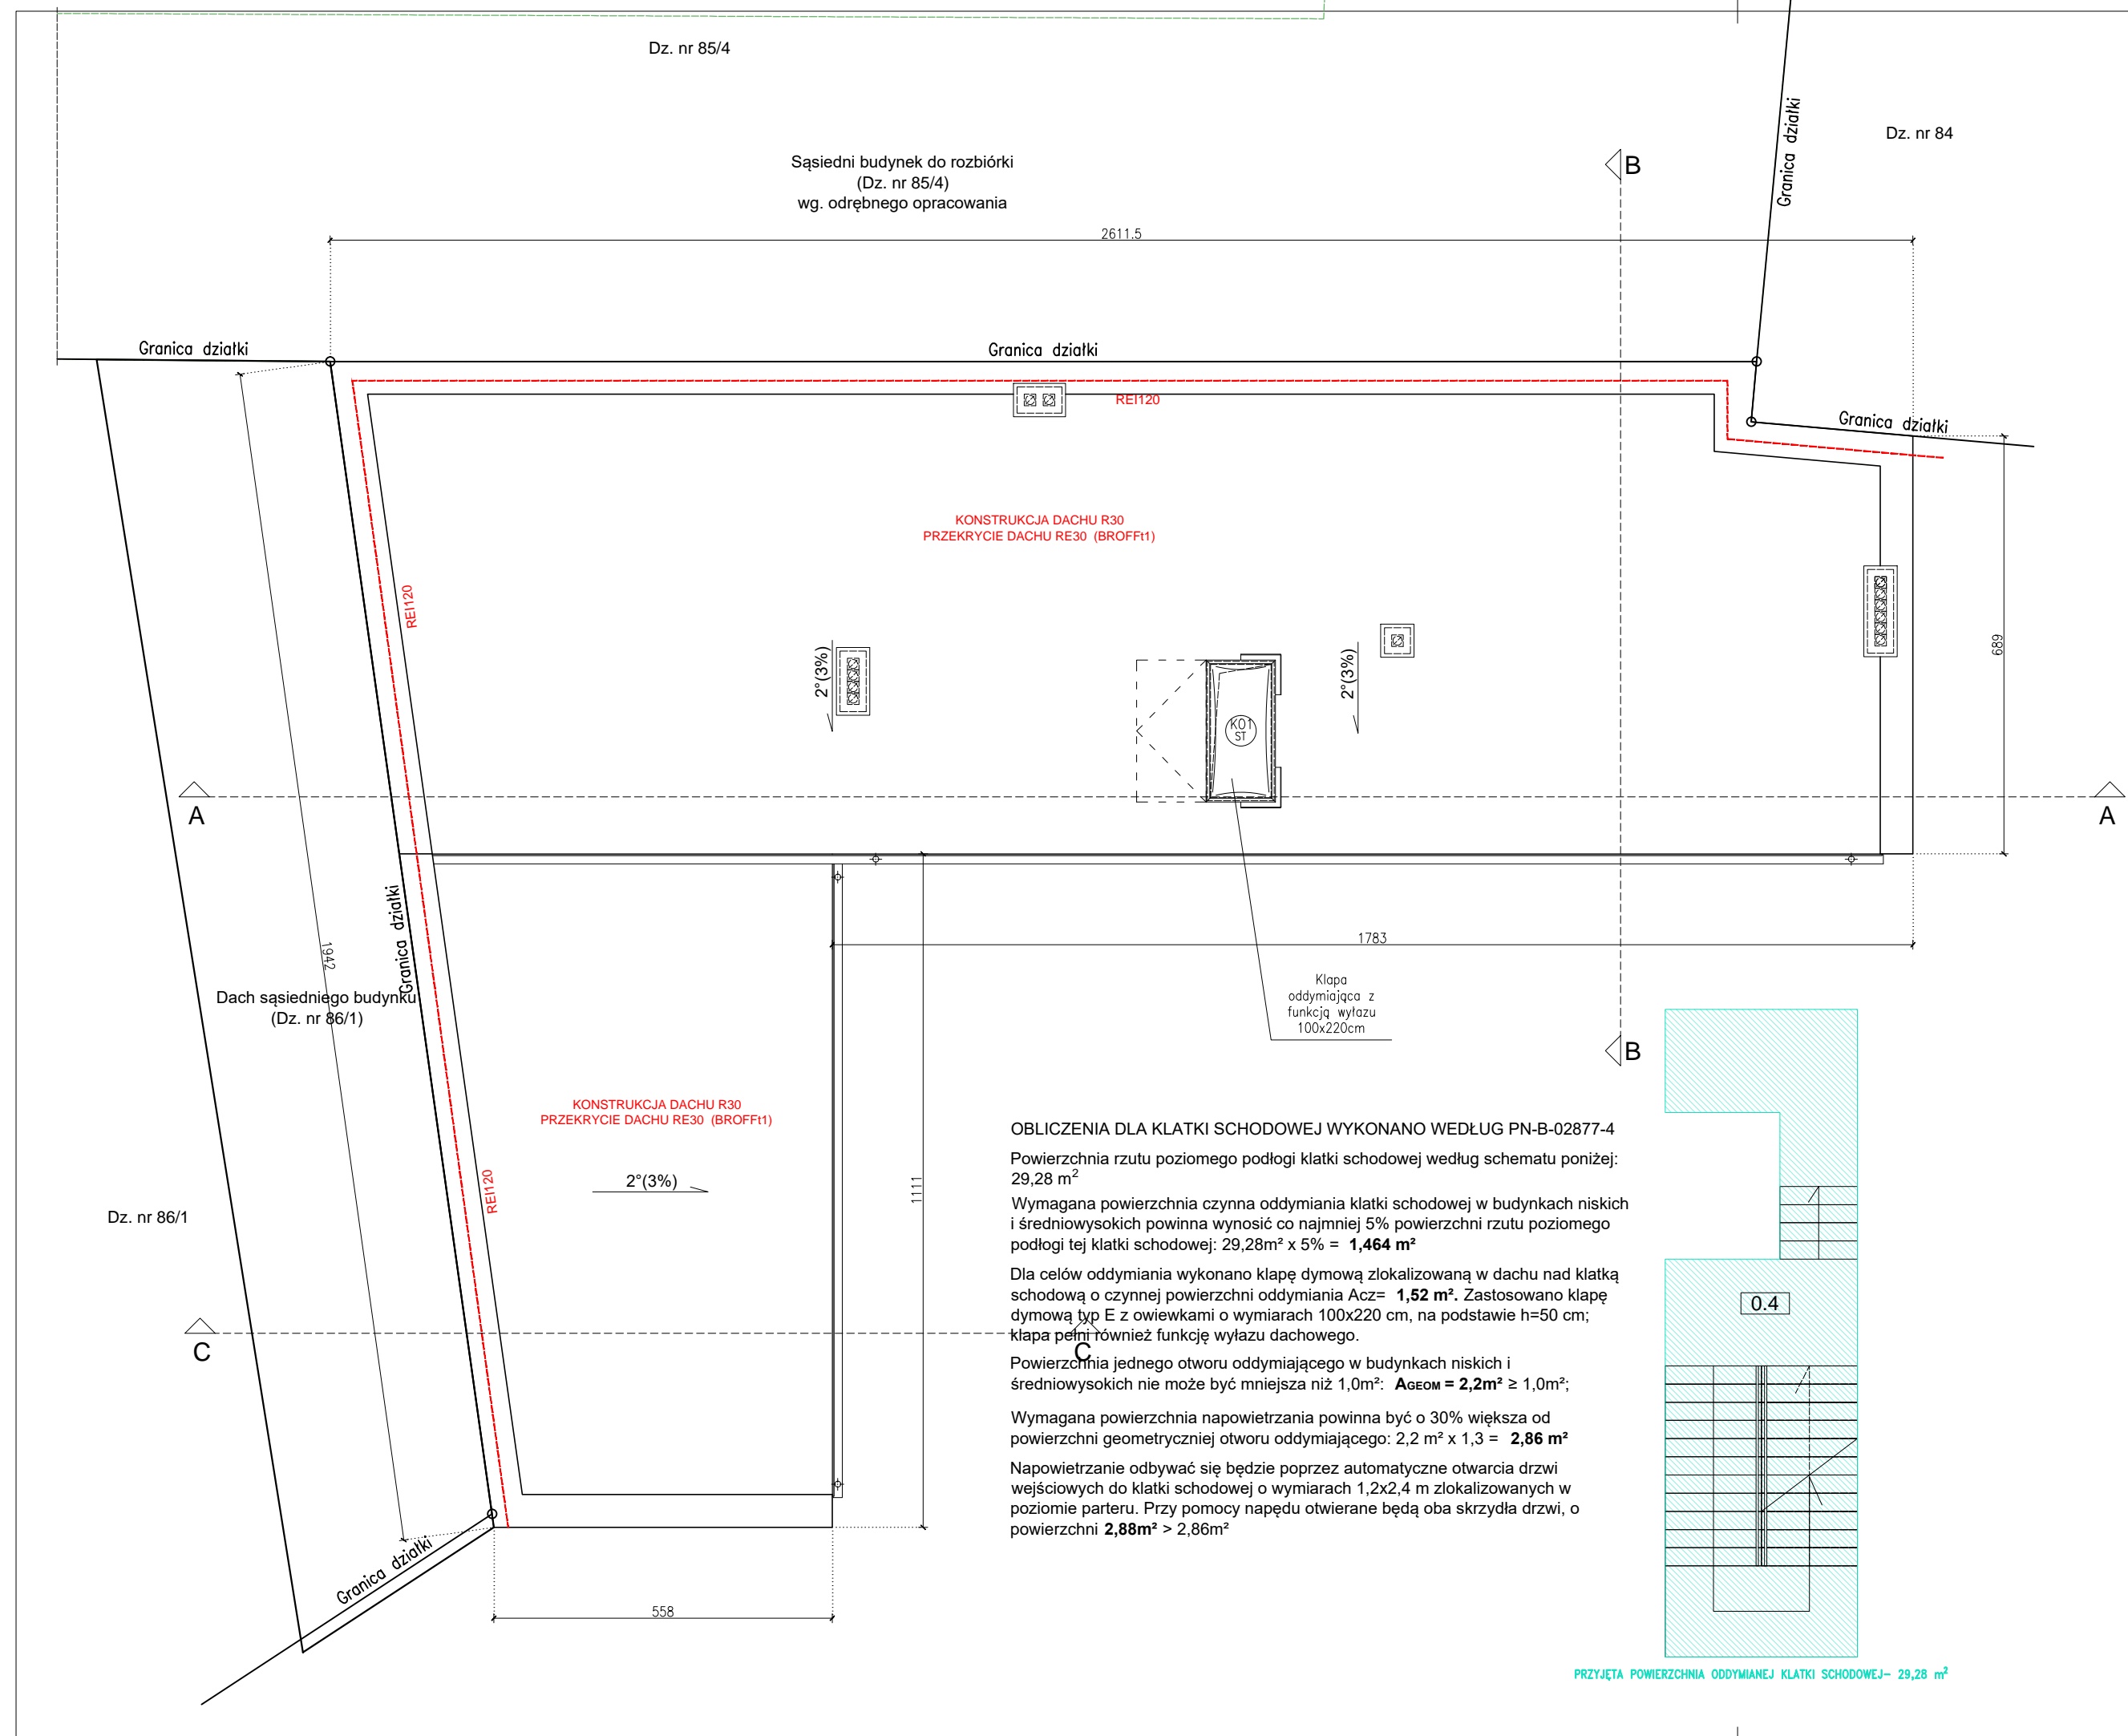 Dz. nr 85/4
Dz. nr 84
Granica działki
Sąsiedni budynek do rozbiórki
(Dz. nr 85/4)
wg. odrębnego opracowania
B
2611.5
Granica działki
Granica działki
Granica działki
REI120
KONSTRUKCJA DACHU R30
PRZEKRYCIE DACHU RE30 (BROFFt1)
REI120
689
2°(3%)
2°(3%)
K01
ST
A
A
Granica działki
1942
1783
Dach sąsiedniego budynku
(Dz. nr 86/1)
Klapa
oddymiająca z
funkcją wyłazu
100x220cm
B
KONSTRUKCJA DACHU R30
PRZEKRYCIE DACHU RE30 (BROFFt1)
REI120
2°(3%)
1111
Dz. nr 86/1
C
C
OBLICZENIA DLA KLATKI SCHODOWEJ WYKONANO WEDŁUG PN-B-02877-4
Powierzchnia rzutu poziomego podłogi klatki schodowej według schematu poniżej:
29,28 m²
Wymagana powierzchnia czynna oddymiania klatki schodowej w budynkach niskich
i średniowysokich powinna wynosić co najmniej 5% powierzchni rzutu poziomego
podłogi tej klatki schodowej: 29,28m² x 5% = 1,464 m²
Dla celów oddymiania wykonano klapę dymową zlokalizowaną w dachu nad klatką
schodową o czynnej powierzchni oddymiania Acz= 1,52 m². Zastosowano klapę
dymową typ E z owiewkami o wymiarach 100x220 cm, na podstawie h=50 cm;
klapa pełni również funkcję wyłazu dachowego.
Powierzchnia jednego otworu oddymiającego w budynkach niskich i
średniowysokich nie może być mniejsza niż 1,0m²: AGEOM = 2,2m² ≥ 1,0m²;
Wymagana powierzchnia napowietrzania powinna być o 30% większa od
powierzchni geometryczniej otworu oddymiającego: 2,2 m² x 1,3 = 2,86 m²
Napowietrzanie odbywać się będzie poprzez automatyczne otwarcia drzwi
wejściowych do klatki schodowej o wymiarach 1,2x2,4 m zlokalizowanych w
poziomie parteru. Przy pomocy napędu otwierane będą oba skrzydła drzwi, o
powierzchni 2,88m² > 2,86m²
0.4
Granica działki
558
PRZYJĘTA POWIERZCHNIA ODDYMIANEJ KLATKI SCHODOWEJ– 29,28 m²